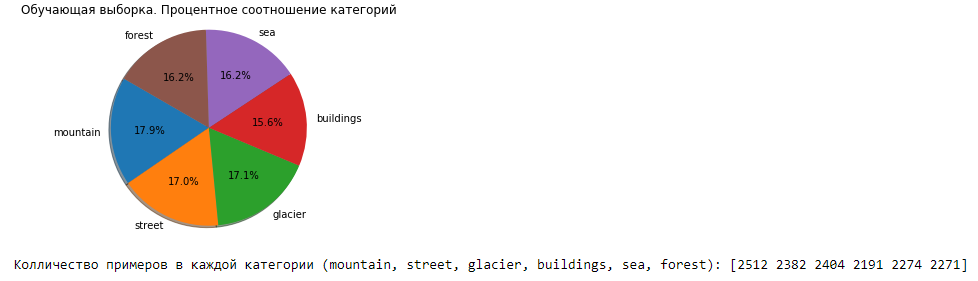 Обучающая выборка. Процентное соотношение категорий
forest
sea
16.2%
16.2%
mountain
17.9%
15.6%
buildings
17.0%
17.1%
street
glacier
Колличество примеров в каждой категории (mountain, street, glacier, buildings, sea, forest): [2512 2382 2404 2191 2274 2271]